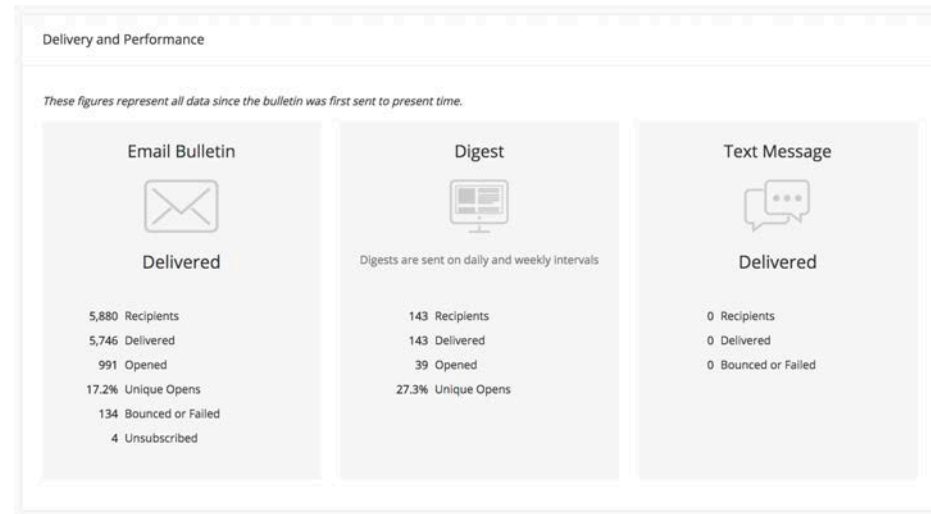 Delivery and Performance
These figures represent all data since the bulletin was first sent to present time.
Email Bulletin
Delivered
5,880 Recipients
5,746 Delivered
991 Opened
17.2% Unique Opens
134 Bounced or Failed
4 Unsubscribed
Digest
Digests are sent on daily and weekly intervals
143 Recipients
143 Delivered
39 Opened
27.3% Unique Opens
Text Message
Delivered
0 Recipients
0 Delivered
0 Bounced or Failed